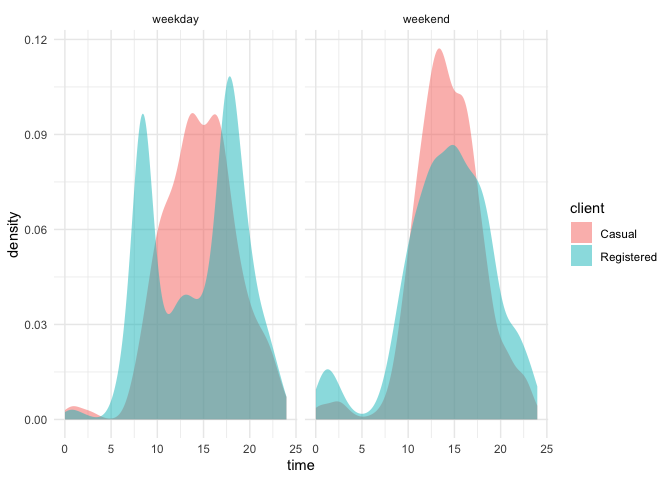 weekday weekend
0.12
0.09
0.06
0.03
0.00
density
0 5 10 15 20 25 0 5 10 15 20 25
time
client
Casual
Registered